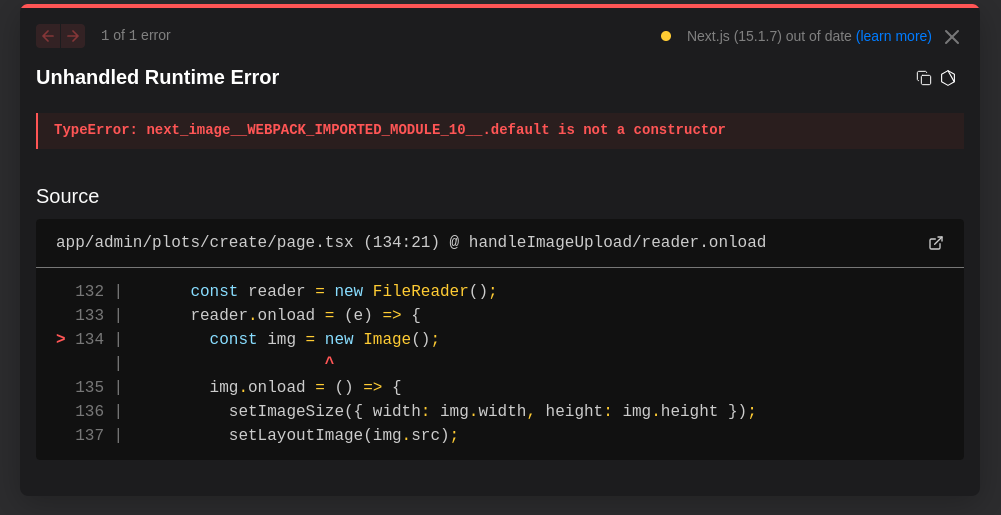 1 of 1 error
Next.js (15.1.7) out of date (learn more)
Unhandled Runtime Error
TypeError: next_image__WEBPACK_IMPORTED_MODULE_10__.default is not a constructor
Source
app/admin/plots/create/page.tsx (134:21) @ handleImageUpload/reader.onload
132 |       const reader = new FileReader();
133 |       reader.onload = (e) => {
> 134 |         const img = new Image();
|                     ^
135 |         img.onload = () => {
136 |           setImageSize({ width: img.width, height: img.height });
137 |           setLayoutImage(img.src);